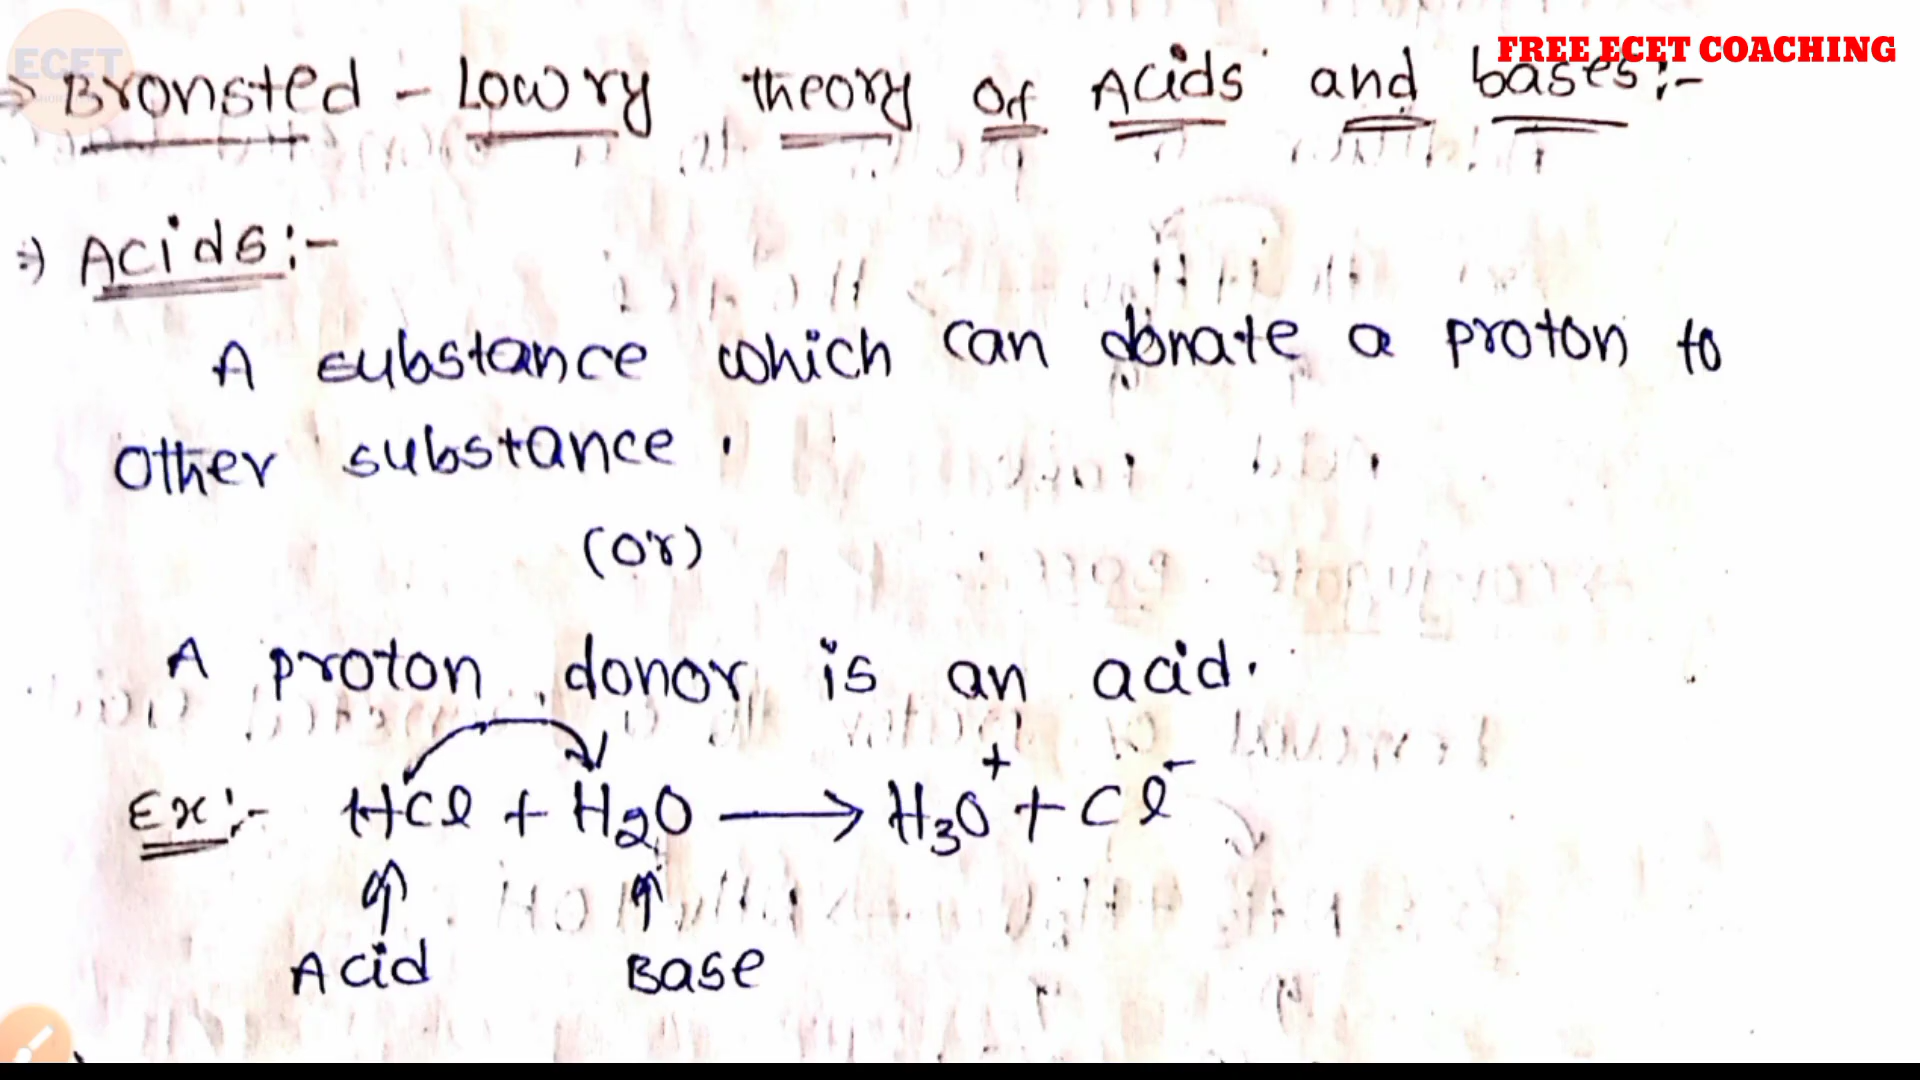 FREE ECET COACHING
ECET
⇒ Bronsted - Lowry theory of Acids and bases:-
⇒ Acids:-
A substance which can donate a proton to
other substance.
(or)
A proton donor is an acid.
Ex:- HCl + H2O ⟶ H3O+ + Cl-
Acid Base